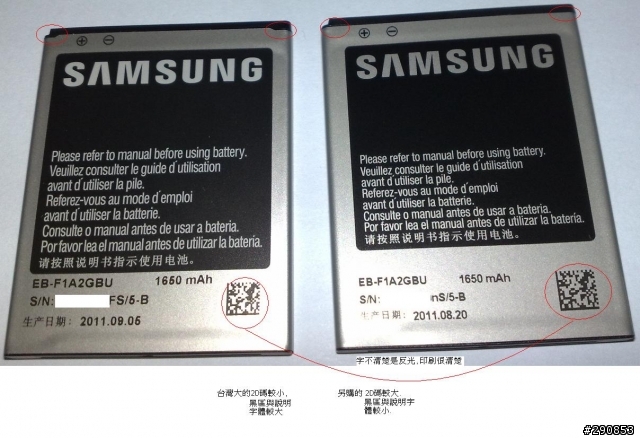 SAMSUNG
Please refer to manual before using battery.
Veuillez consulter le guide d'utilisation
avant d'utiliser la pile.
Referez-vous au mode d'emploi
avant d'utiliser la batterie.
Consulte o manual antes de usar a bateria.
Por favor lea el manual antes de utilizar la bateria.
请按照说明书指示使用电池。
EB-F1A2GBU 1650 mAh
S/N: FS/5-B
生产日期: 2011.09.05
SAMSUNG
Please refer to manual before using battery.
Veuillez consulter le guide d'utilisation
avant d'utiliser la pile.
Referez-vous au mode d'emploi
avant d'utiliser la batterie.
Consulte o manual antes de usar a bateria.
Por favor lea el manual antes de utilizar la bateria.
请按照说明书指示使用电池。
EB-F1A2GBU 1650 mAh
S/N: nS/5-B
生产日期: 2011.08.20
字不清楚是反光,印刷很清楚
台灣大的2D碼較小,
黑區與說明
字體較大
另購的 2D碼較大.
黑區與說明字
體較小.
#290853